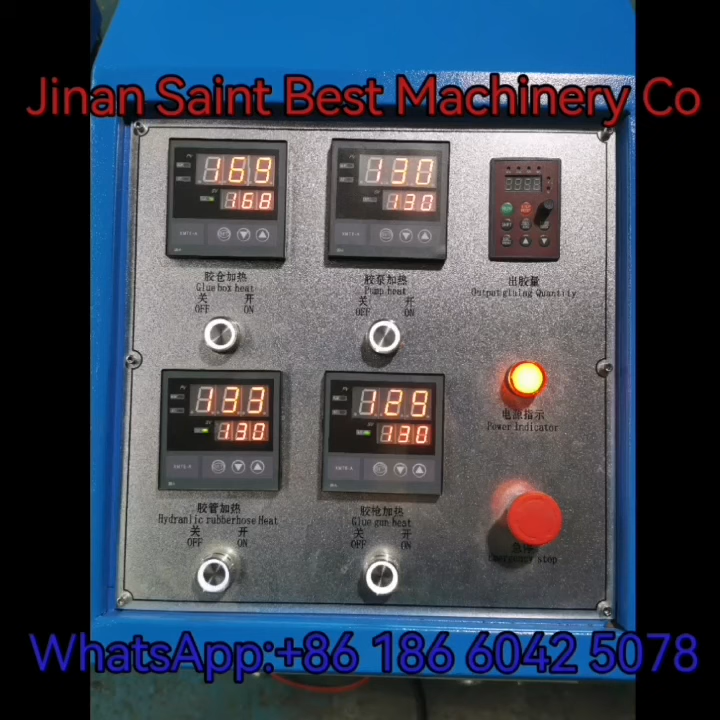 Jinan Saint Best Machinery Co
169
168
130
130
胶仓加热
Glue box heat
关 开
OFF ON
胶泵加热
Pump heat
关 开
OFF ON
出胶量
Output gluing Quantity
133
130
129
130
电源指示
Power indicator
胶管加热
Hydranlic rubberhose Heat
关 开
OFF ON
胶枪加热
Glue gun heat
关 开
OFF ON
急停
Emergency stop
WhatsApp:+86 186 6042 5078